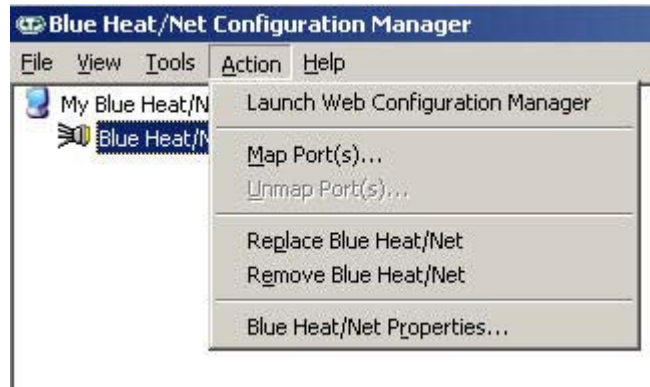 Blue Heat/Net Configuration Manager
File View Tools Action Help
My Blue Heat/N
Blue Heat/N
Launch Web Configuration Manager
Map Port(s)...
Unmap Port(s)...
Replace Blue Heat/Net
Remove Blue Heat/Net
Blue Heat/Net Properties...